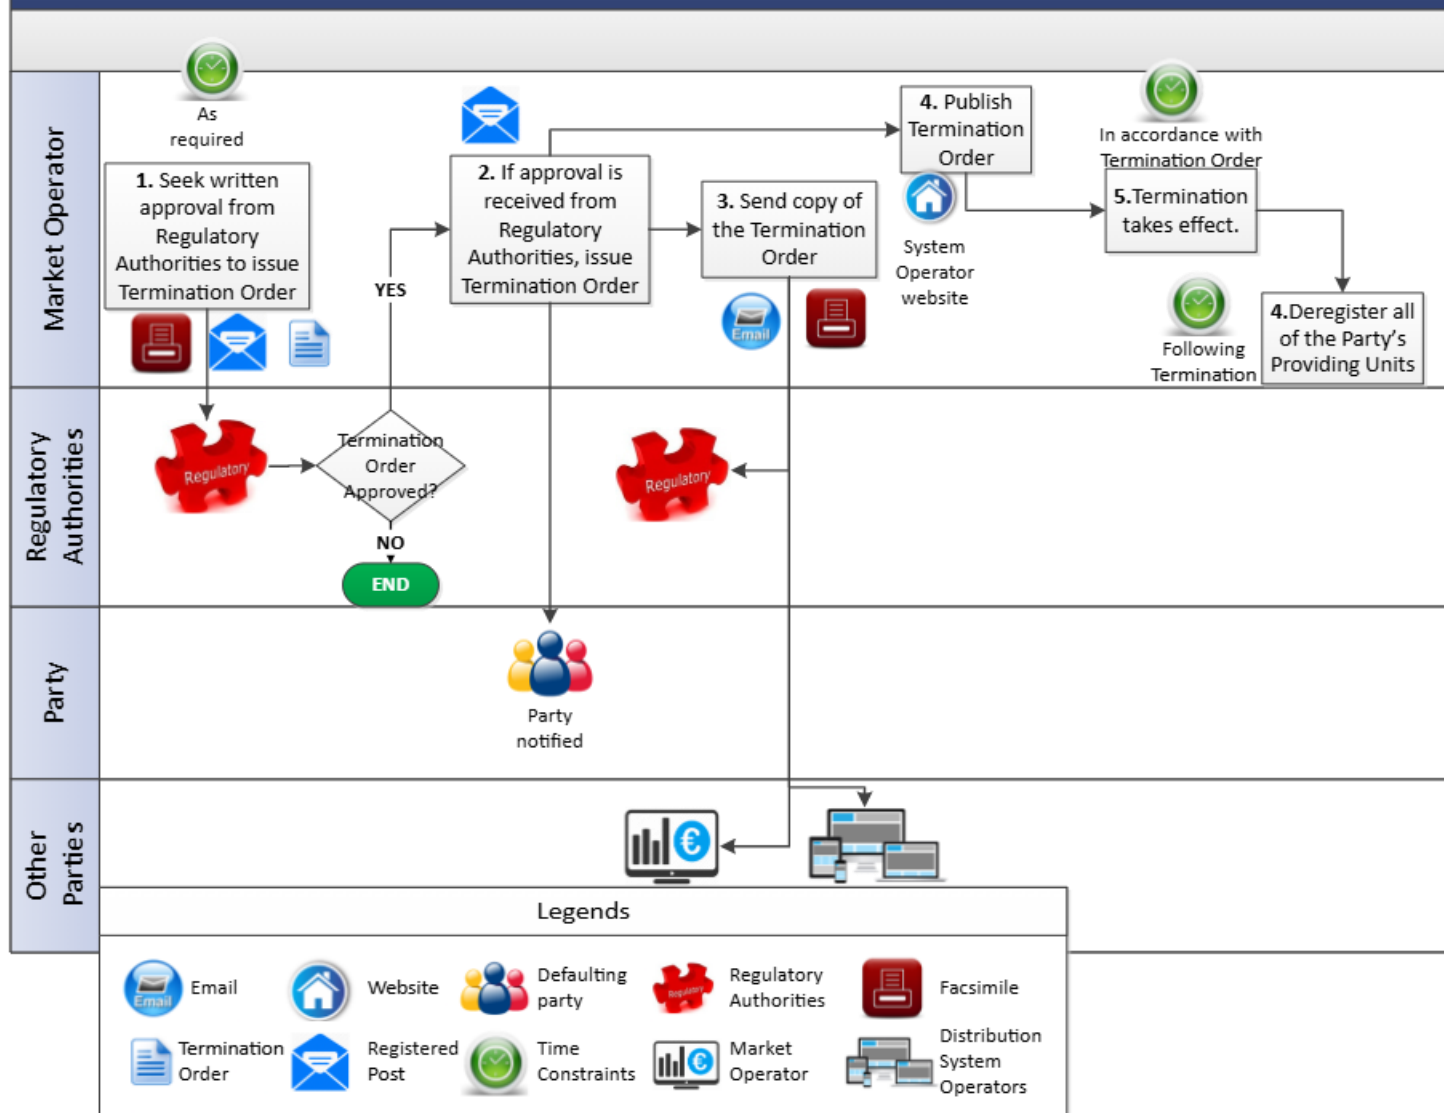 As
required
Market Operator
1. Seek written
approval from
Regulatory
Authorities to issue
Termination Order
YES
2. If approval is
received from
Regulatory
Authorities, issue
Termination Order
3. Send copy of
the Termination
Order
Email
4. Publish
Termination
Order
System
Operator
website
In accordance with
Termination Order
5.Termination
takes effect.
Following
Termination
4.Deregister all
of the Party's
Providing Units
Regulatory
Authorities
Regulatory
Termination
Order
Approved?
NO
END
Regulatory
Party
Party
notified
Other
Parties
€
Legends
Email
Email
Website
Defaulting
party
Regulatory
Regulatory
Authorities
Facsimile
Termination
Order
Registered
Post
Time
Constraints
€
Market
Operator
Distribution
System
Operators